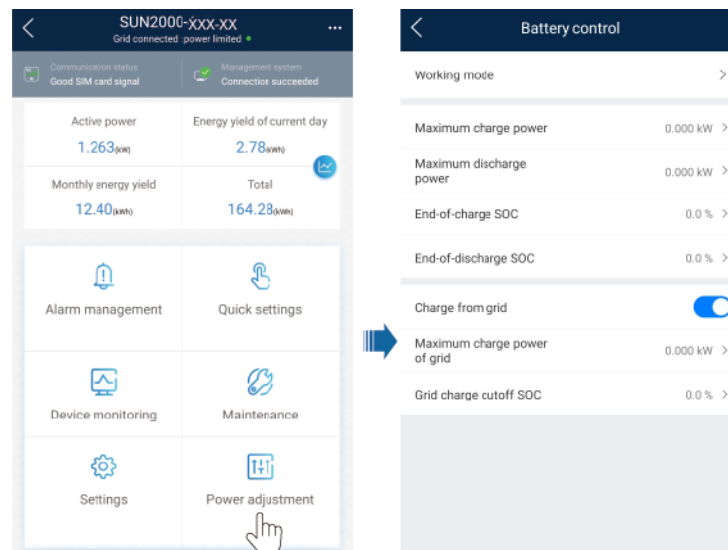 SUN2000-XXX-XX
Grid connected :power limited
Communication status
Good SIM card signal
Management system
Connection succeeded
Active power
1.263(kW)
Energy yield of current day
2.78(kWh)
Monthly energy yield
12.40(kWh)
Total
164.28(kWh)
Alarm management
Quick settings
Device monitoring
Maintenance
Settings
Power adjustment
Battery control
Working mode
Maximum charge power 0.000 kW
Maximum discharge
power 0.000 kW
End-of-charge SOC 0.0 %
End-of-discharge SOC 0.0 %
Charge from grid
Maximum charge power
of grid 0.000 kW
Grid charge cutoff SOC 0.0 %